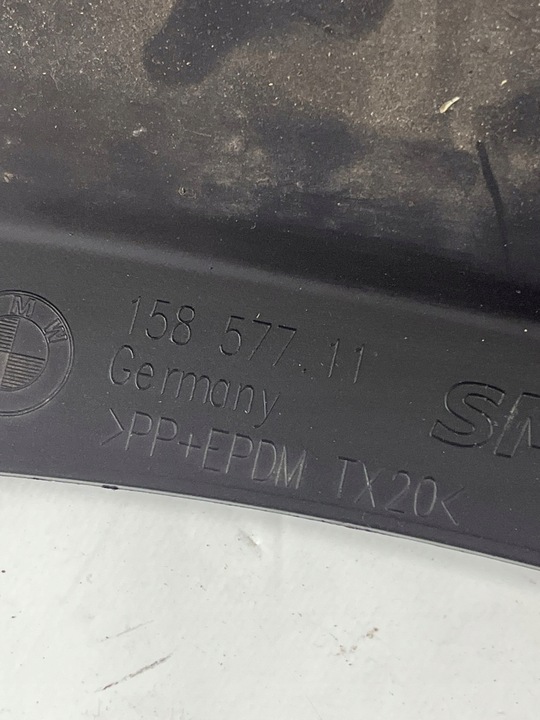 BMW
158 577.11
Germany
>PP+EPDM TX20<